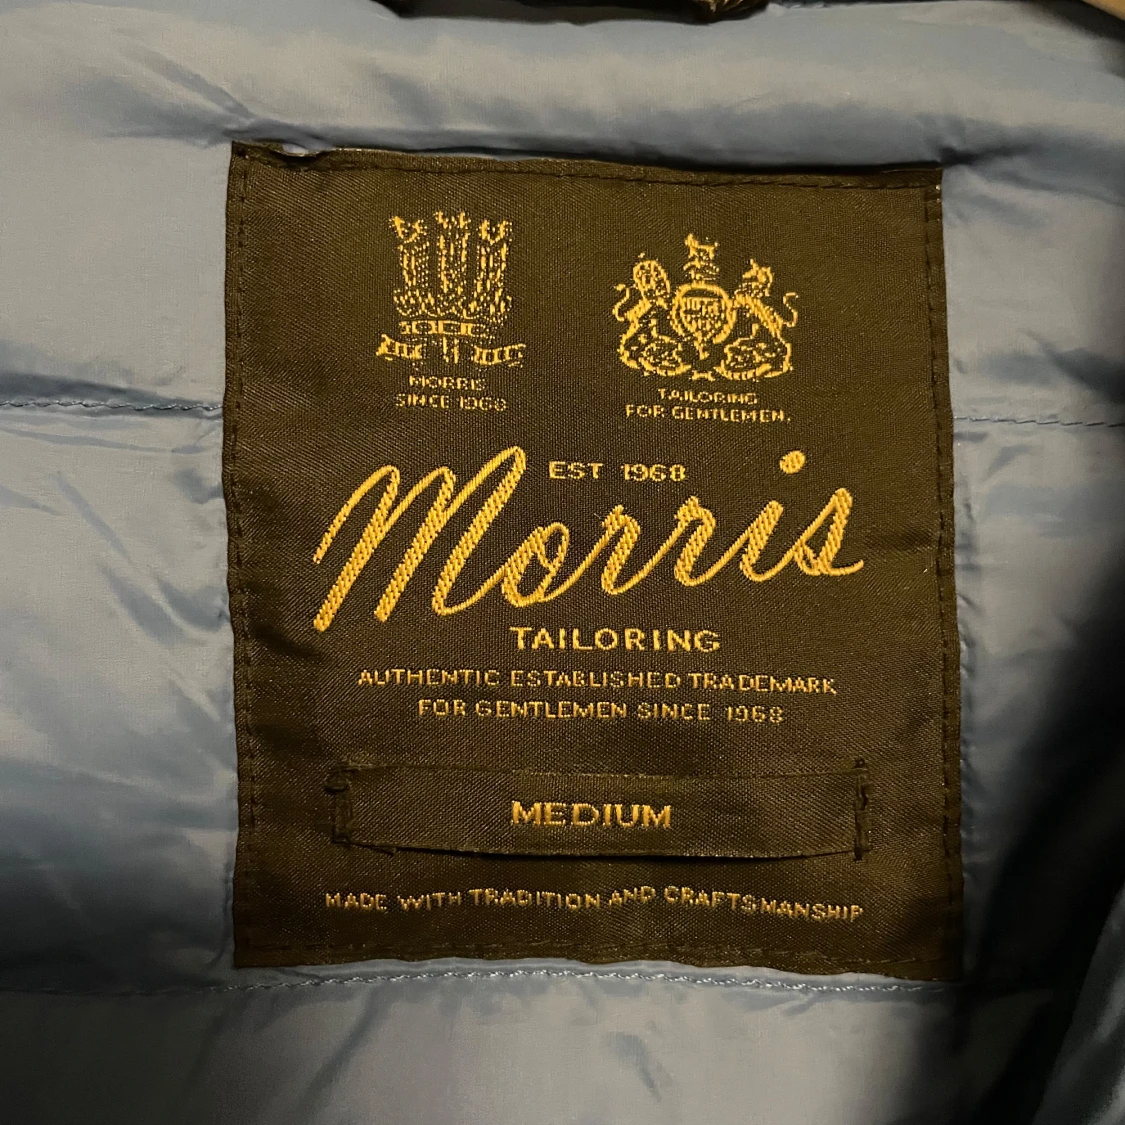 MORRIS
SINCE 1968
TAILORING
FOR GENTLEMEN.
EST 1968
Morris
TAILORING
AUTHENTIC ESTABLISHED TRADEMARK
FOR GENTLEMEN SINCE 1968
MEDIUM
MADE WITH TRADITION AND CRAFTSMANSHIP